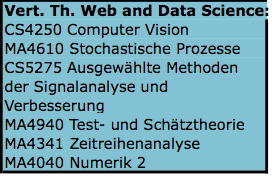 Vert. Th. Web and Data Science:
CS4250 Computer Vision
MA4610 Stochastische Prozesse
CS5275 Ausgewählte Methoden
der Signalanalyse und
Verbesserung
MA4940 Test- und Schätztheorie
MA4341 Zeitreihenanalyse
MA4040 Numerik 2